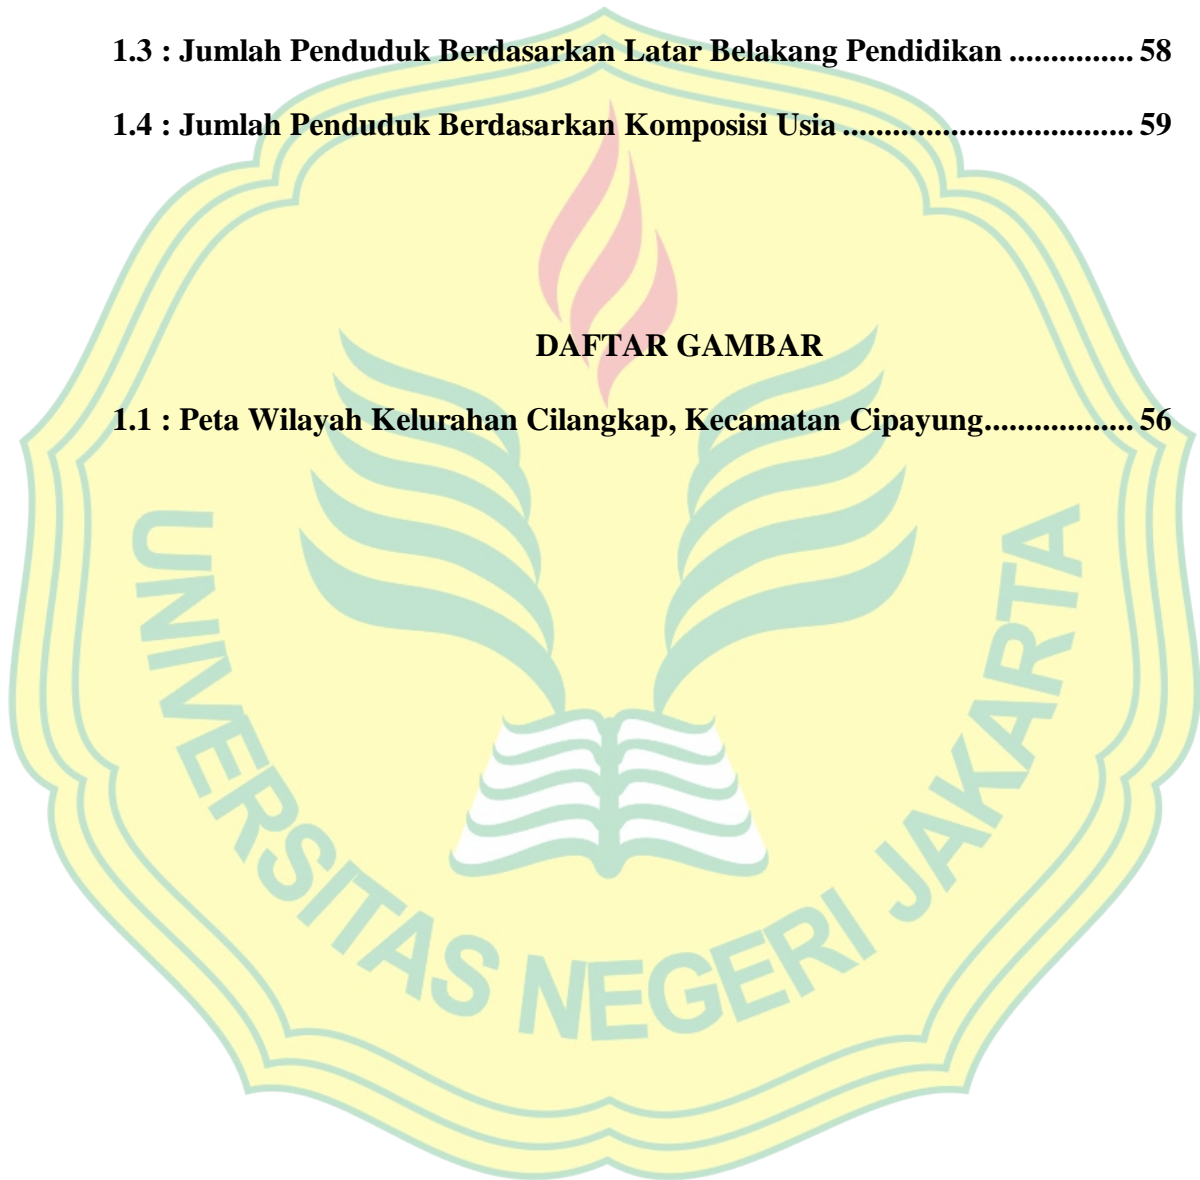 1.3 : Jumlah Penduduk Berdasarkan Latar Belakang Pendidikan ............... 58
1.4 : Jumlah Penduduk Berdasarkan Komposisi Usia ................................... 59
DAFTAR GAMBAR
1.1 : Peta Wilayah Kelurahan Cilangkap, Kecamatan Cipayung.................. 56
UNIVERSITAS NEGERI JAKARTA